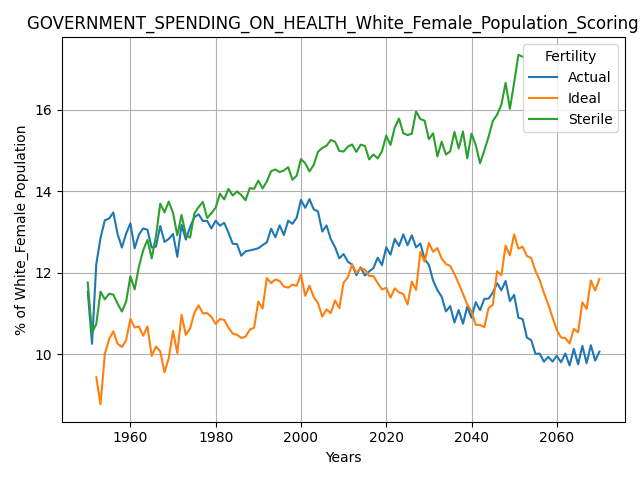 GOVERNMENT_SPENDING_ON_HEALTH_White_Female_Population_Scoring
Fertility
Actual
Ideal
Sterile
% of White_Female Population
16
14
12
10
1960
1980
2000
2020
2040
2060
Years